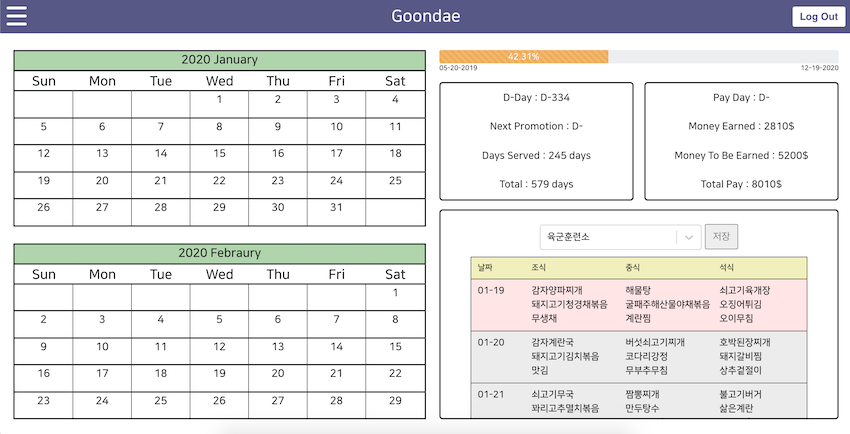 Goondae
Log Out
2020 January
Sun Mon Tue Wed Thu Fri Sat
1 2 3 4
5 6 7 8 9 10 11
12 13 14 15 16 17 18
19 20 21 22 23 24 25
26 27 28 29 30 31
2020 Febraury
Sun Mon Tue Wed Thu Fri Sat
1
2 3 4 5 6 7 8
9 10 11 12 13 14 15
16 17 18 19 20 21 22
23 24 25 26 27 28 29
42.31%
05-20-2019 12-19-2020
D-Day : D-334
Next Promotion : D-
Days Served : 245 days
Total : 579 days
Pay Day : D-
Money Earned : 2810$
Money To Be Earned : 5200$
Total Pay : 8010$
육군훈련소 저장
날짜 조식 중식 석식
01-19 감자양파찌개 해물탕 쇠고기육개장
돼지고기청경채볶음 굴패주해산물야채볶음 오징어튀김
무생채 계란찜 오이무침
01-20 감자계란국 버섯쇠고기찌개 호박된장찌개
돼지고기김치볶음 코다리강정 돼지갈비찜
맛김 무부추무침 상추겉절이
01-21 쇠고기무국 짬뽕찌개 불고기버거
꽈리고추멸치볶음 만두탕수 삶은계란